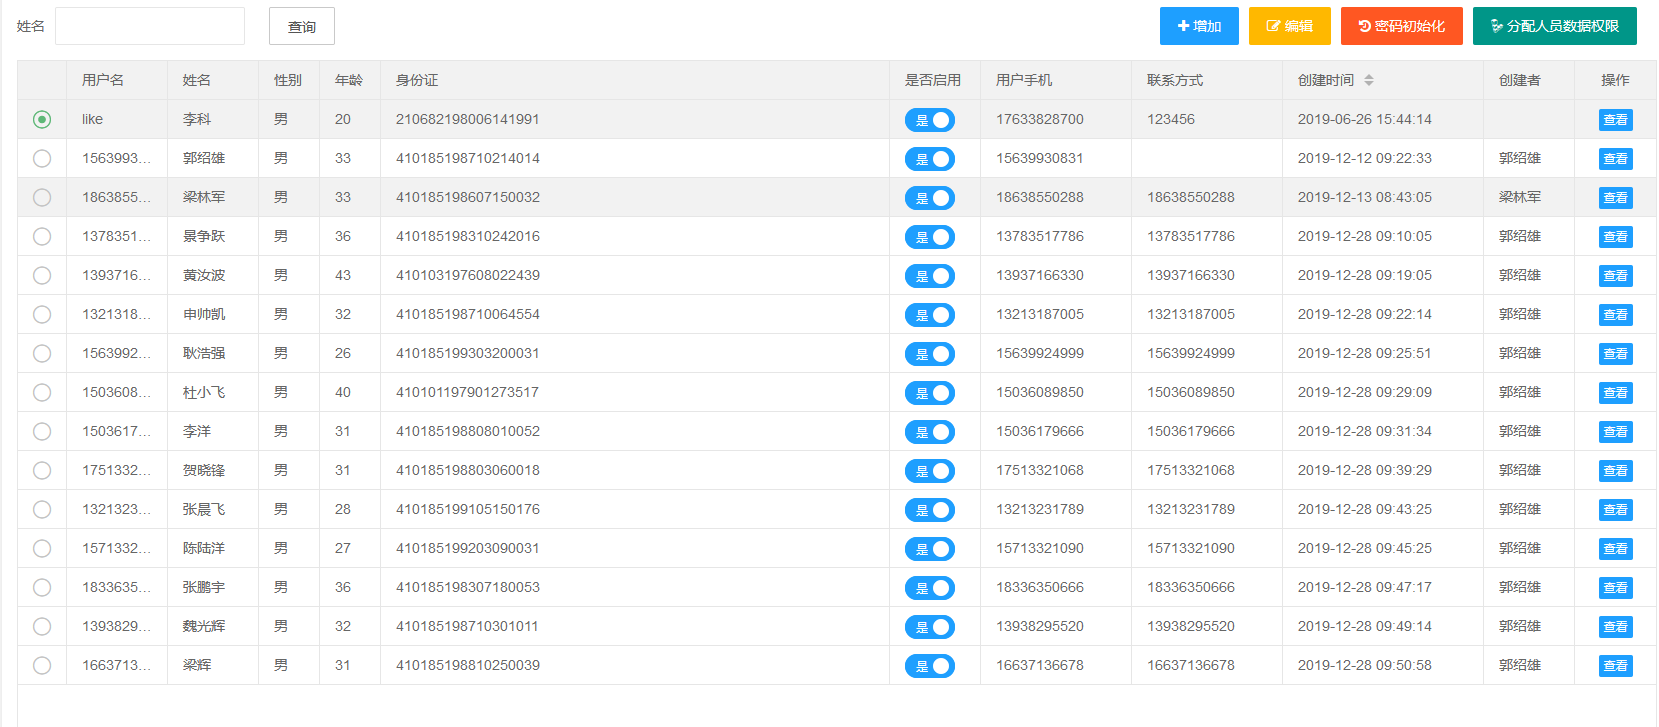 姓名 查询 增加 编辑 密码初始化 分配人员数据权限
用户名 姓名 性别 年龄 身份证 是否启用 用户手机 联系方式 创建时间 创建者 操作
like 李科 男 20 210682198006141991 是 17633828700 123456 2019-06-26 15:44:14 查看
1563993... 郭绍雄 男 33 410185198710214014 是 15639930831 2019-12-12 09:22:33 郭绍雄 查看
1863855... 梁林军 男 33 410185198607150032 是 18638550288 18638550288 2019-12-13 08:43:05 梁林军 查看
1378351... 景争跃 男 36 410185198310242016 是 13783517786 13783517786 2019-12-28 09:10:05 郭绍雄 查看
1393716... 黄汝波 男 43 410103197608022439 是 13937166330 13937166330 2019-12-28 09:19:05 郭绍雄 查看
1321318... 申帅凯 男 32 410185198710064554 是 13213187005 13213187005 2019-12-28 09:22:14 郭绍雄 查看
1563992... 耿浩强 男 26 410185199303200031 是 15639924999 15639924999 2019-12-28 09:25:51 郭绍雄 查看
1503608... 杜小飞 男 40 410101197901273517 是 15036089850 15036089850 2019-12-28 09:29:09 郭绍雄 查看
1503617... 李洋 男 31 410185198808010052 是 15036179666 15036179666 2019-12-28 09:31:34 郭绍雄 查看
1751332... 贺晓锋 男 31 410185198803060018 是 17513321068 17513321068 2019-12-28 09:39:29 郭绍雄 查看
1321323... 张晨飞 男 28 410185199105150176 是 13213231789 13213231789 2019-12-28 09:43:25 郭绍雄 查看
1571332... 陈陆洋 男 27 410185199203090031 是 15713321090 15713321090 2019-12-28 09:45:25 郭绍雄 查看
1833635... 张鹏宇 男 36 410185198307180053 是 18336350666 18336350666 2019-12-28 09:47:17 郭绍雄 查看
1393829... 魏光辉 男 32 410185198710301011 是 13938295520 13938295520 2019-12-28 09:49:14 郭绍雄 查看
1663713... 梁辉 男 31 410185198810250039 是 16637136678 16637136678 2019-12-28 09:50:58 郭绍雄 查看